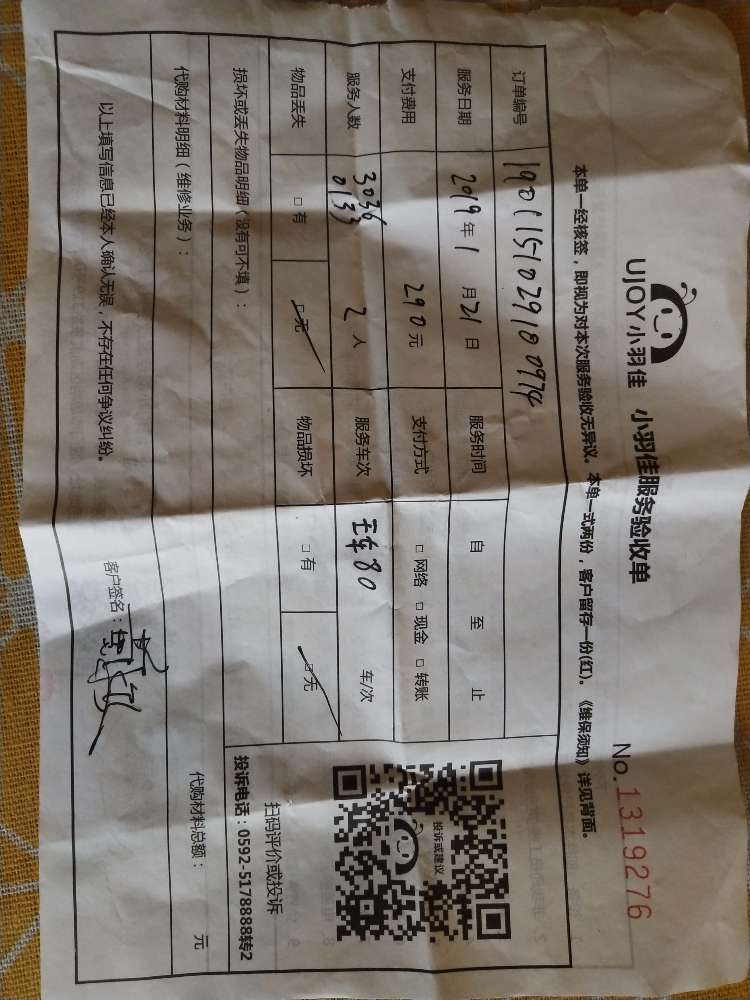 UJOY小羽佳 小羽佳服务验收单
No.1319276
本单一经核签，即视为对本次服务验收无异议。本单一式两份，客户留存一份(红)。《维保须知》详见背面。
订单编号 1901151029100974
服务日期 2019年1月21日 服务时间 自 至 止
支付费用 290元 支付方式 □网络 □现金 □转账
服务人数 3036 0133 2人 服务车次 80 车/次
物品丢失 □有 □无 物品损坏 □有 □无
投诉或建议
扫码评价或投诉
投诉电话：0592-5178888转2
损坏或丢失物品明细（没有可不填）：
代购材料明细（维修业务）： 代购材料总额： 元
以上填写信息已经本人确认无误，不存在任何争议纠纷。 客户签名：